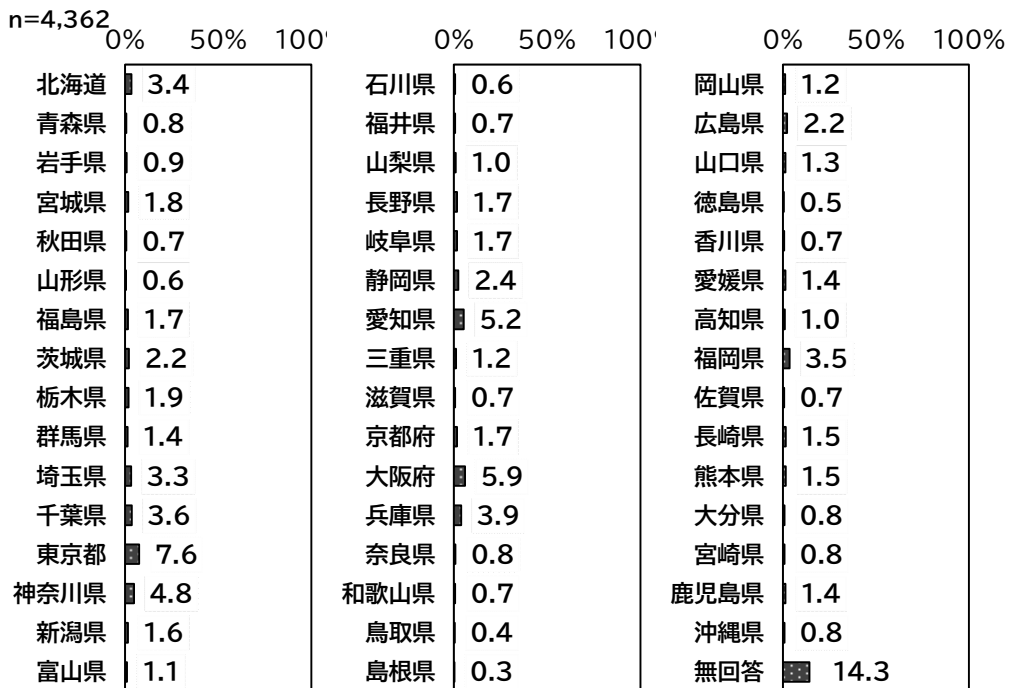 n=4,362
0% 50% 100% 0% 50% 100% 0% 50% 100%
北海道 3.4 石川県 0.6 岡山県 1.2
青森県 0.8 福井県 0.7 広島県 2.2
岩手県 0.9 山梨県 1.0 山口県 1.3
宮城県 1.8 長野県 1.7 徳島県 0.5
秋田県 0.7 岐阜県 1.7 香川県 0.7
山形県 0.6 静岡県 2.4 愛媛県 1.4
福島県 1.7 愛知県 5.2 高知県 1.0
茨城県 2.2 三重県 1.2 福岡県 3.5
栃木県 1.9 滋賀県 0.7 佐賀県 0.7
群馬県 1.4 京都府 1.7 長崎県 1.5
埼玉県 3.3 大阪府 5.9 熊本県 1.5
千葉県 3.6 兵庫県 3.9 大分県 0.8
東京都 7.6 奈良県 0.8 宮崎県 0.8
神奈川県 4.8 和歌山県 0.7 鹿児島県 1.4
新潟県 1.6 鳥取県 0.4 沖縄県 0.8
富山県 1.1 島根県 0.3 無回答 14.3